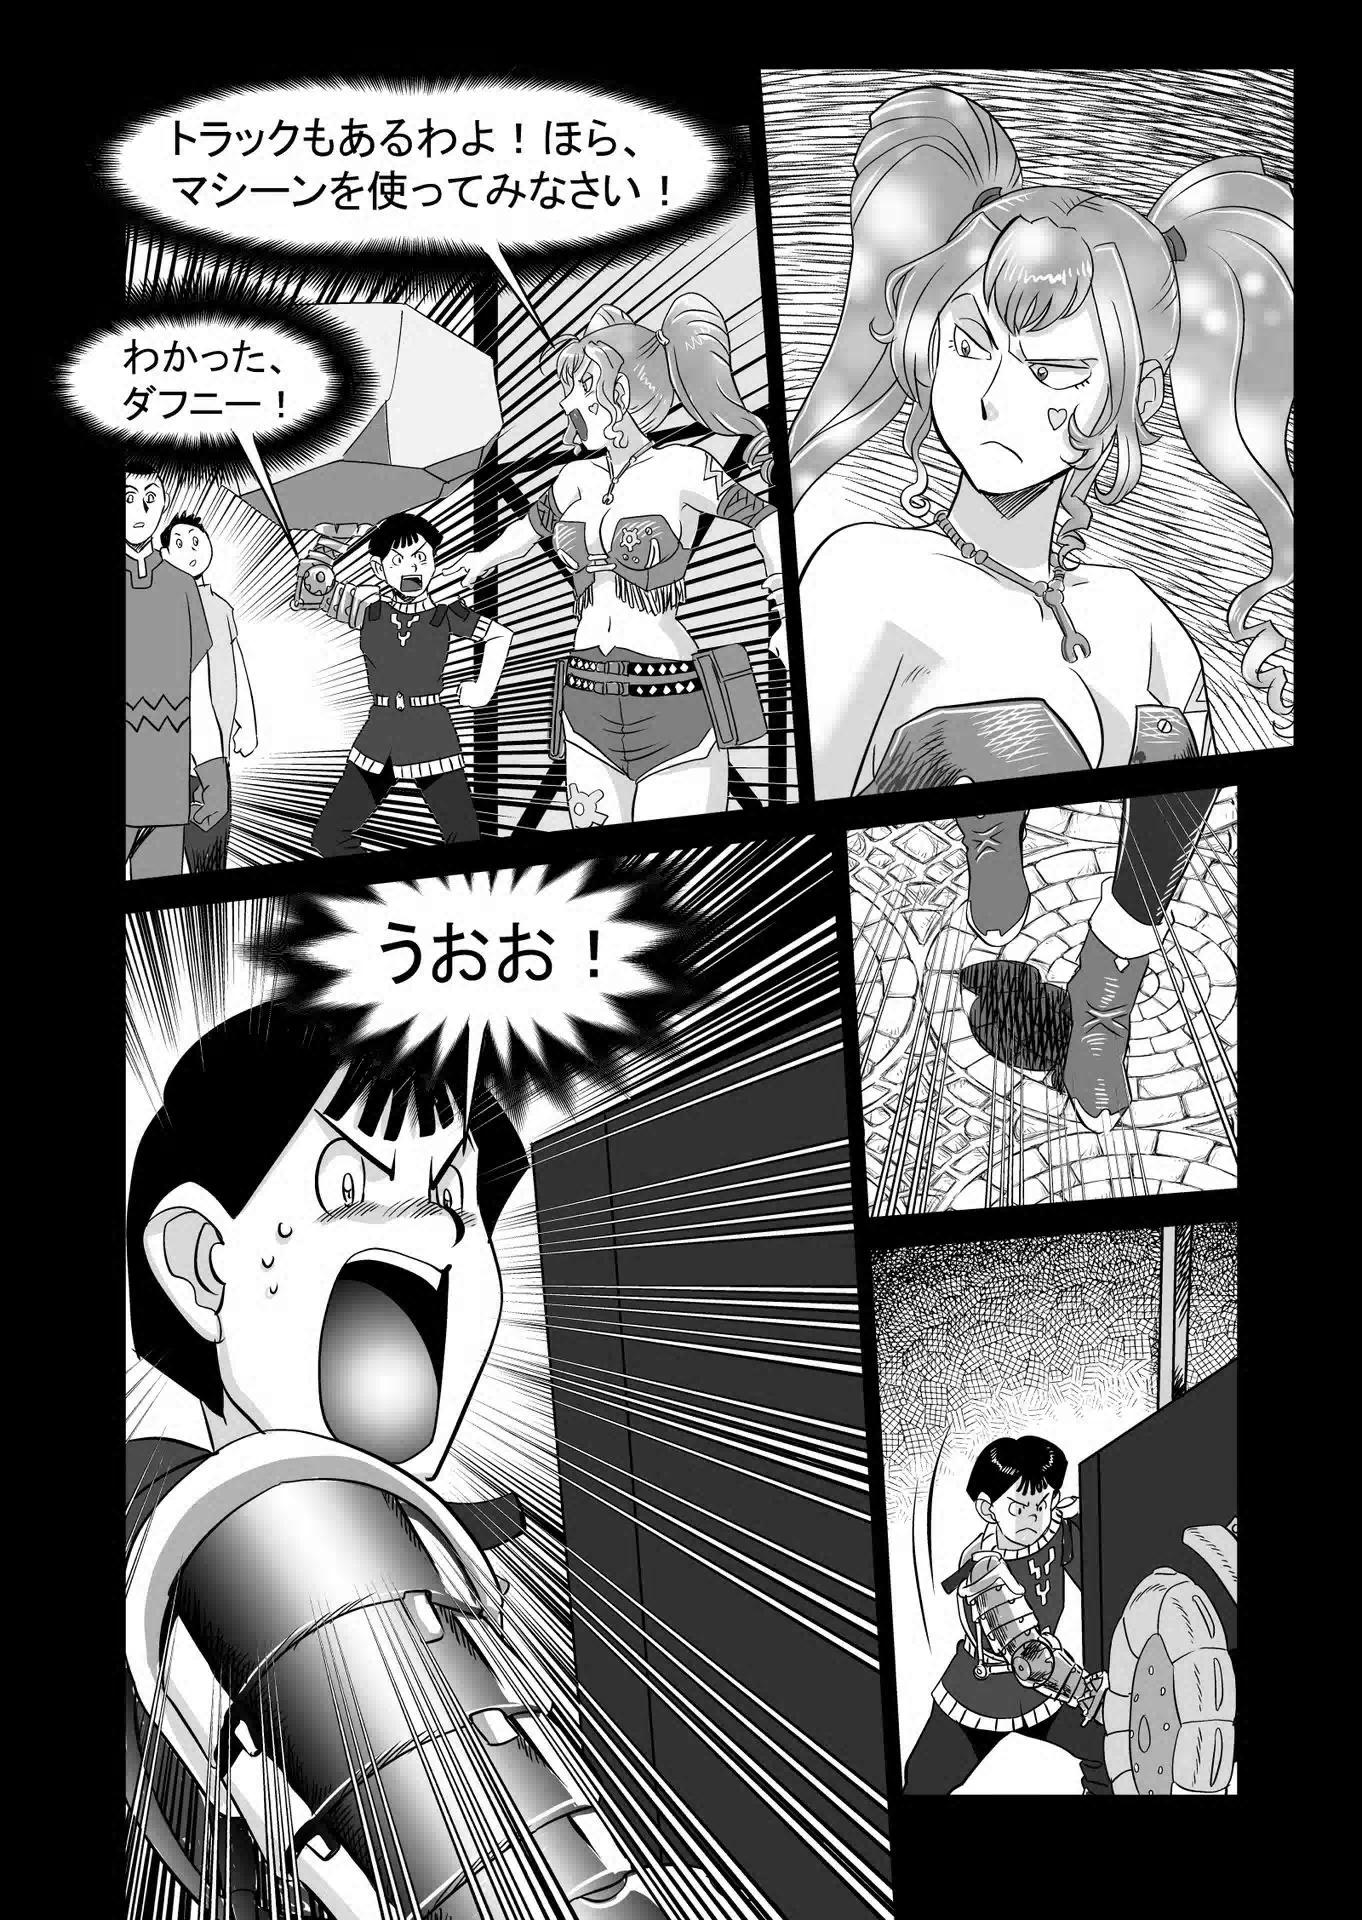 トラックもあるわよ！ほら、
マシーンを使ってみなさい！
わかった、
ダフニー！
うおお！